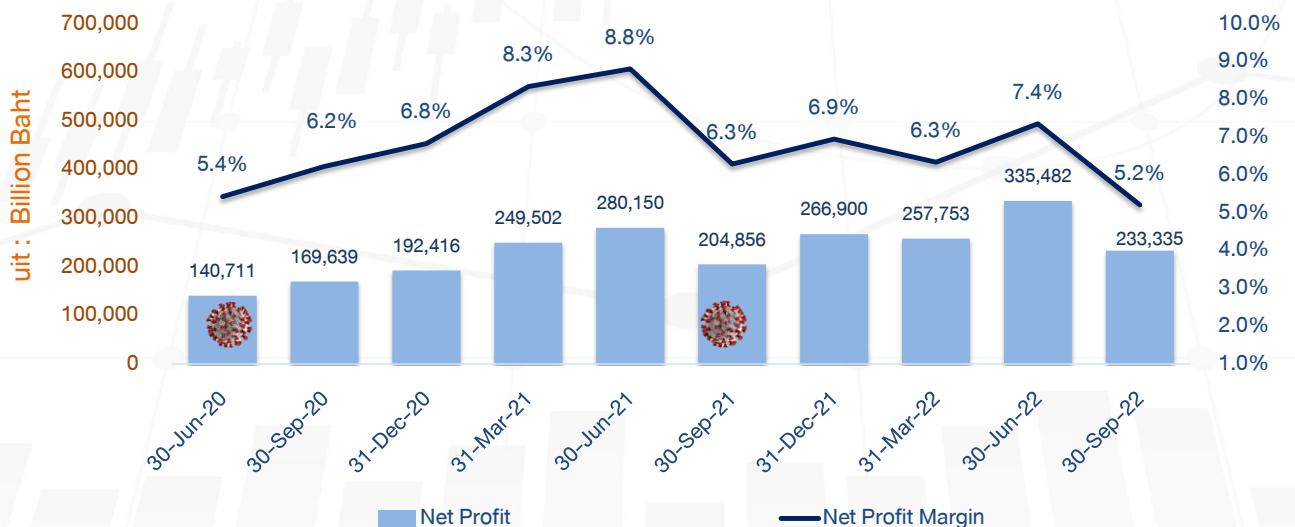 uit : Billion Baht
700,000
600,000
500,000
400,000
300,000
200,000
100,000
0
10.0%
9.0%
8.0%
7.0%
6.0%
5.0%
4.0%
3.0%
2.0%
1.0%
5.4%
6.2%
6.8%
8.3%
8.8%
6.3%
6.9%
6.3%
7.4%
5.2%
140,711
169,639
192,416
249,502
280,150
204,856
266,900
257,753
335,482
233,335
30-Jun-20
30-Sep-20
31-Dec-20
31-Mar-21
30-Jun-21
30-Sep-21
31-Dec-21
31-Mar-22
30-Jun-22
30-Sep-22
Net Profit
Net Profit Margin